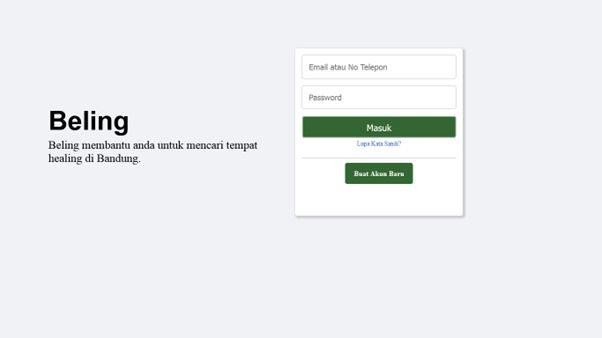 Beling
Beling membantu anda untuk mencari tempat
healing di Bandung.
Email atau No Telepon
Password
Masuk
Lupa Kata Sandi?
Buat Akun Baru